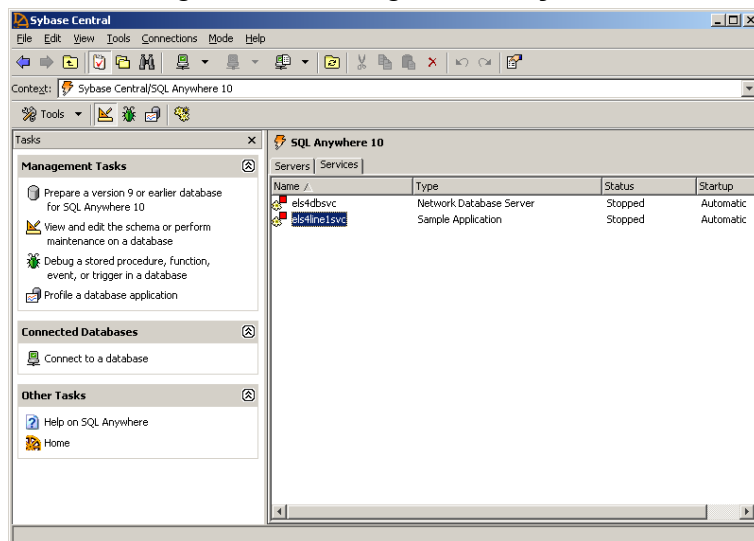 Sybase Central
File Edit View Tools Connections Mode Help
Context: Sybase Central/SQL Anywhere 10
Tools
Tasks
Management Tasks
Prepare a version 9 or earlier database
for SQL Anywhere 10
View and edit the schema or perform
maintenance on a database
Debug a stored procedure, function,
event, or trigger in a database
Profile a database application
Connected Databases
Connect to a database
Other Tasks
Help on SQL Anywhere
Home
SQL Anywhere 10
Servers Services
Name Type Status Startup
els4dbsvc Network Database Server Stopped Automatic
els4line1svc Sample Application Stopped Automatic